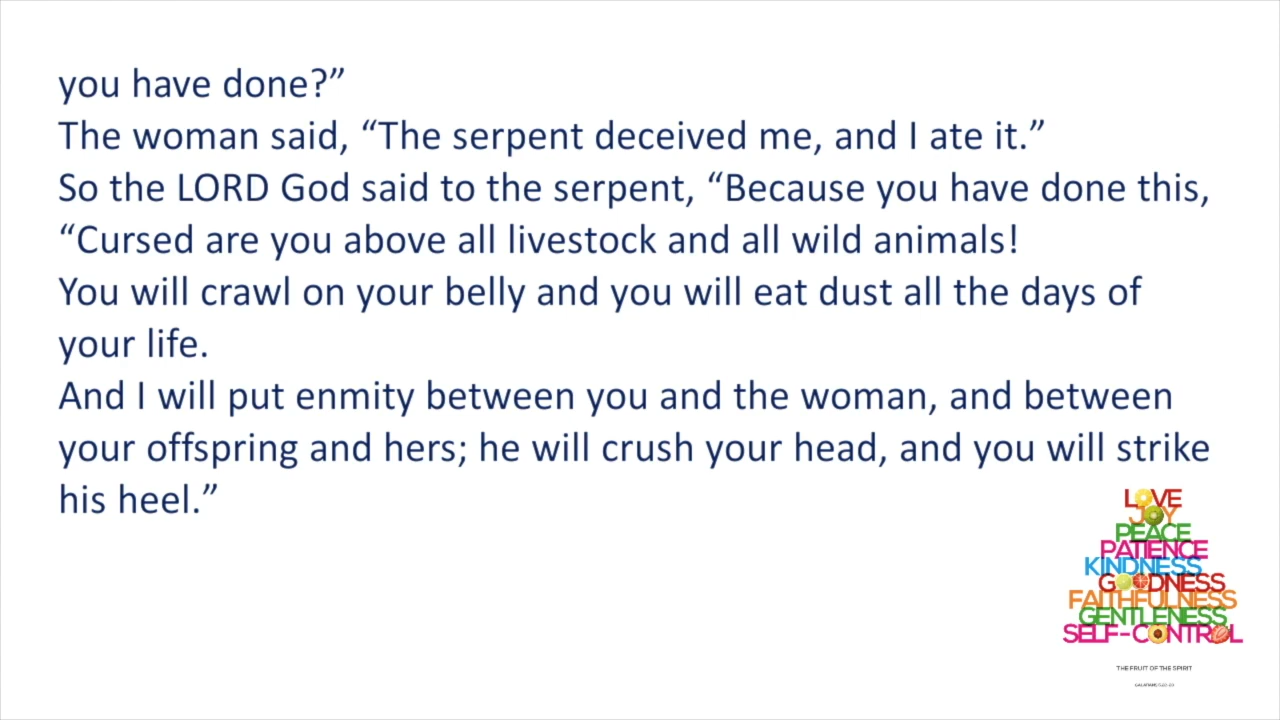 you have done?”
The woman said, “The serpent deceived me, and I ate it.”
So the LORD God said to the serpent, “Because you have done this,
“Cursed are you above all livestock and all wild animals!
You will crawl on your belly and you will eat dust all the days of
your life.
And I will put enmity between you and the woman, and between
your offspring and hers; he will crush your head, and you will strike
his heel.”
LOVE
JOY
PEACE
PATIENCE
KINDNESS
GOODNESS
FAITHFULNESS
GENTLENESS
SELF-CONTROL
THE FRUIT OF THE SPIRIT